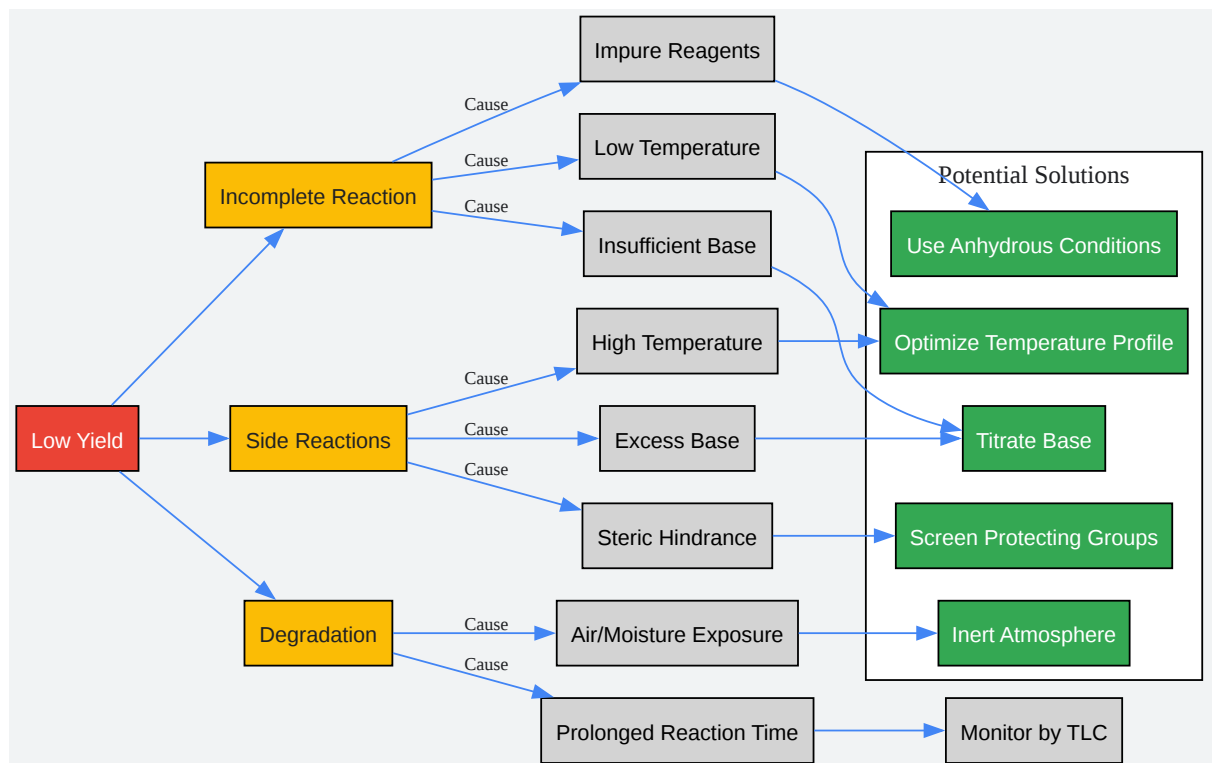 Impure Reagents
Cause
Low Temperature
Cause
Potential Solutions
Incomplete Reaction
Cause
Insufficient Base
Use Anhydrous Conditions
High Temperature
Optimize Temperature Profile
Cause
Low Yield
Side Reactions
Cause
Excess Base
Titrate Base
Cause
Steric Hindrance
Screen Protecting Groups
Degradation
Cause
Air/Moisture Exposure
Inert Atmosphere
Cause
Prolonged Reaction Time
Monitor by TLC